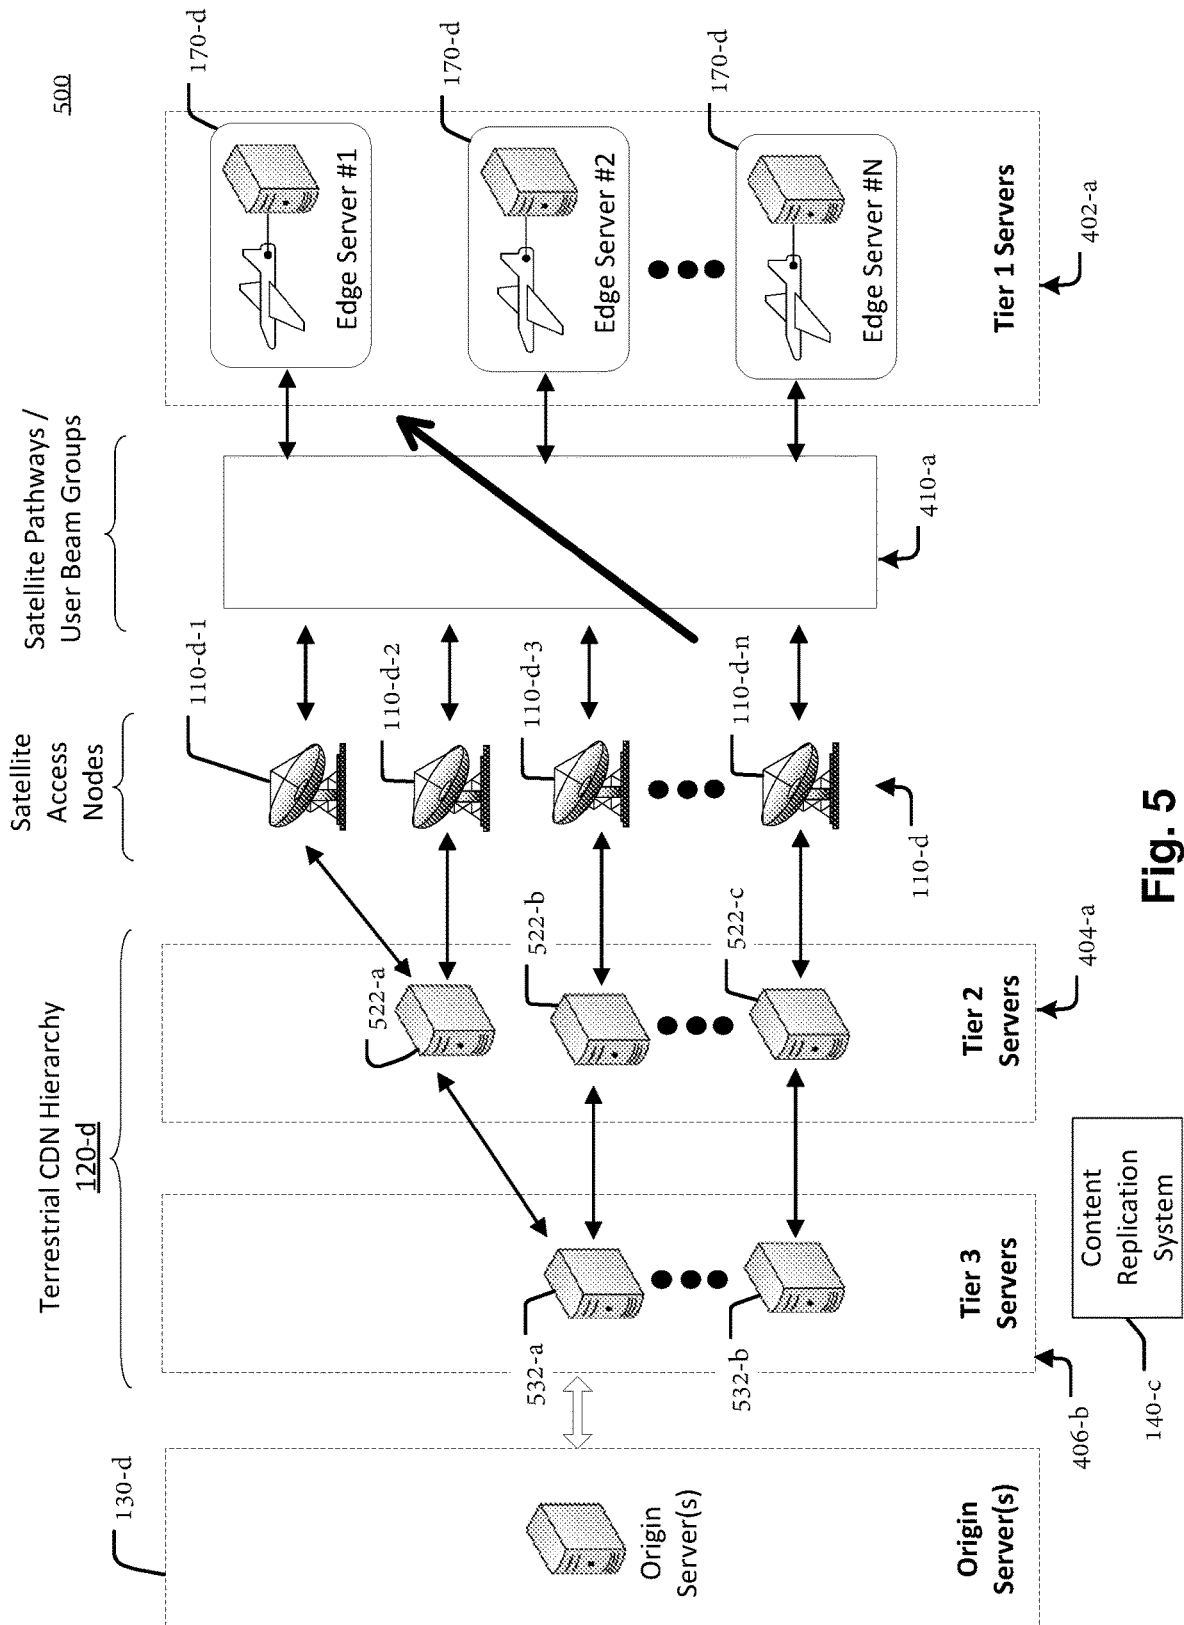 500
Terrestrial CDN Hierarchy
120-d
Satellite
Access
Nodes
Satellite Pathways /
User Beam Groups
130-d
Origin
Server(s)
Origin
Server(s)
532-a
532-b
Tier 3
Servers
406-b
522-a
522-b
522-c
Tier 2
Servers
404-a
110-d-1
110-d-2
110-d-3
110-d-n
110-d
410-a
170-d
Edge Server #1
170-d
Edge Server #2
170-d
Edge Server #N
Tier 1 Servers
402-a
Content
Replication
System
140-c
Fig. 5